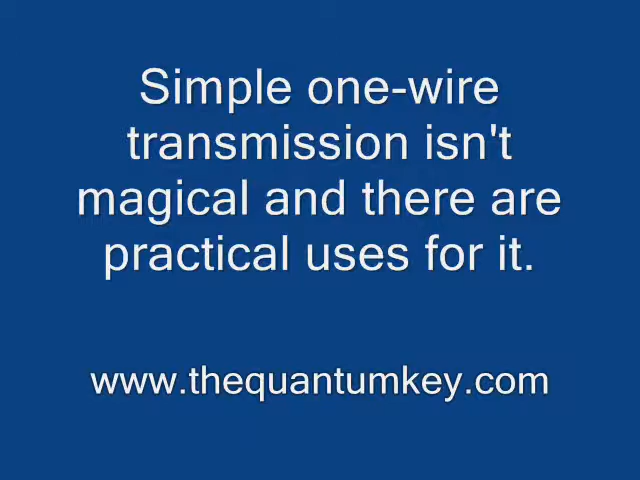 Simple one-wire
transmission isn't
magical and there are
practical uses for it.
www.thequantumkey.com